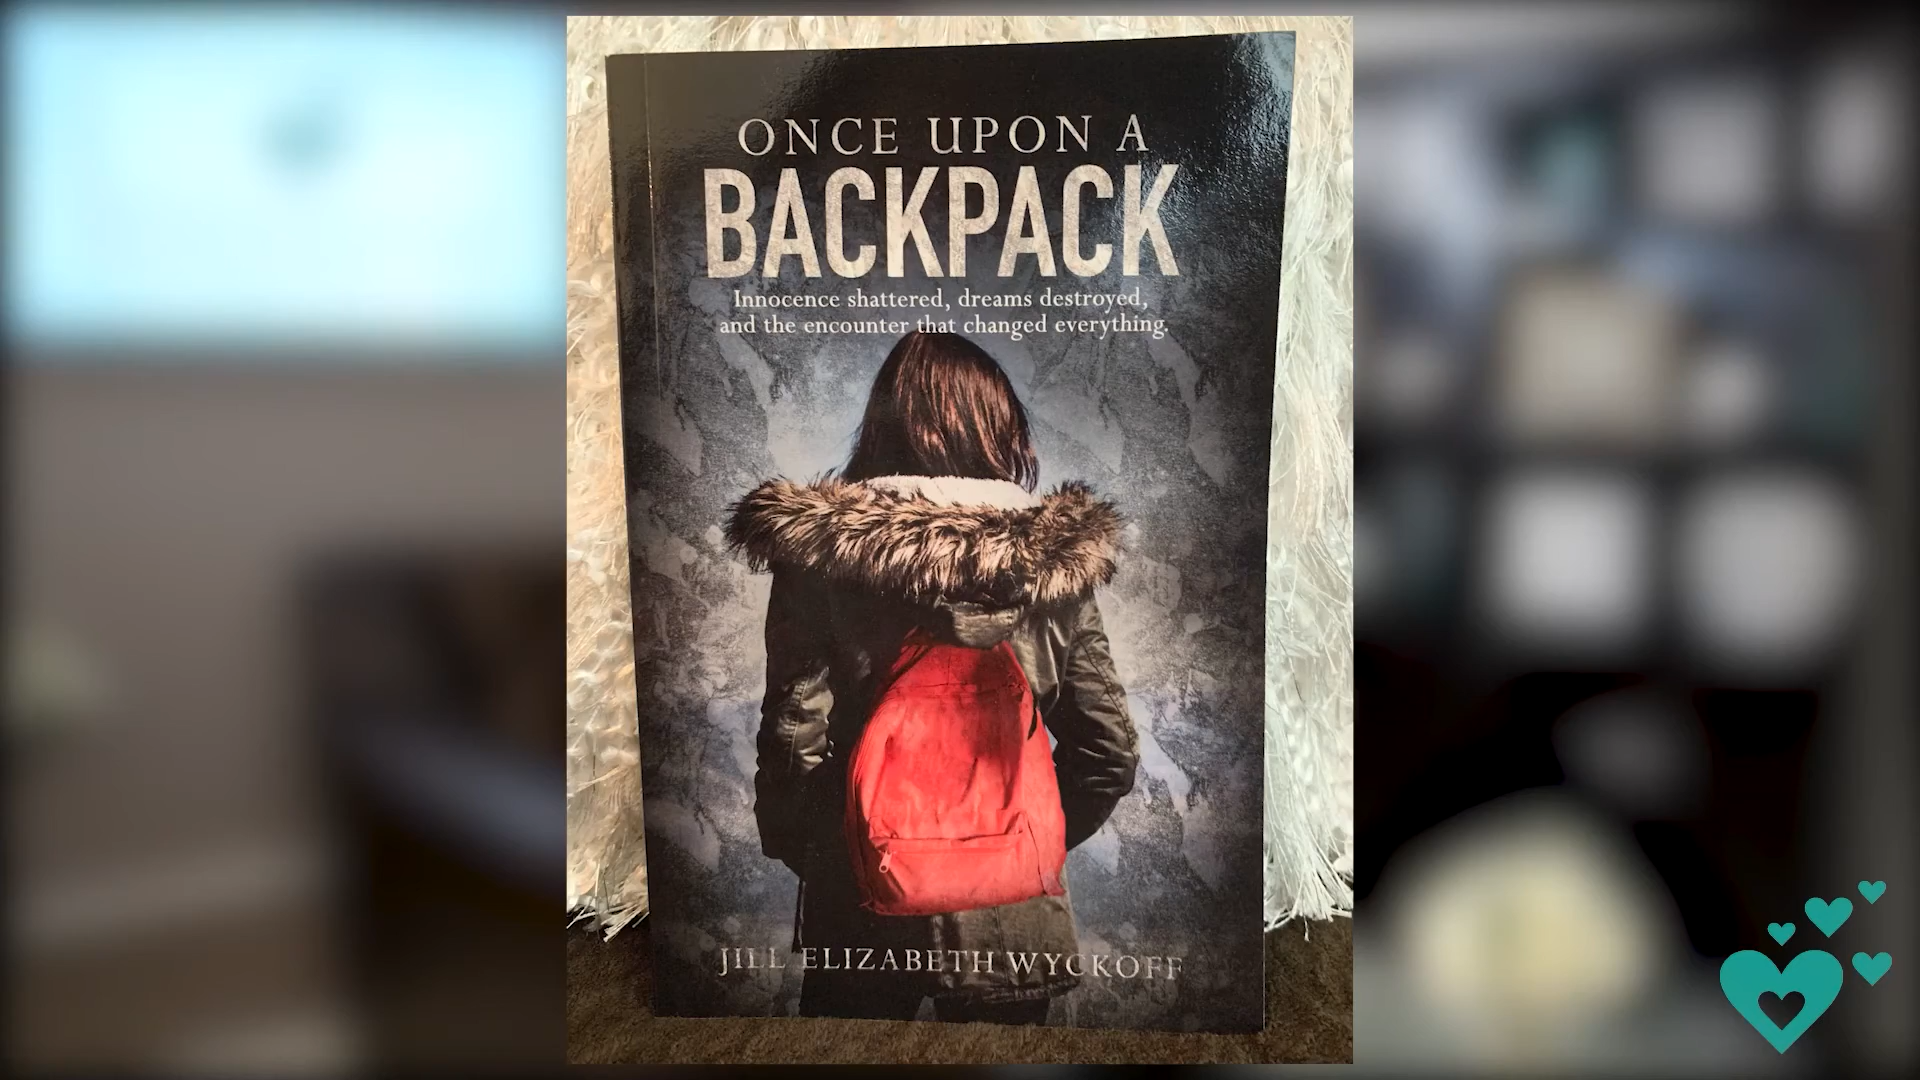 ONCE UPON A
BACKPACK
Innocence shattered, dreams destroyed,
and the encounter that changed everything.
JILL ELIZABETH WYCKOFF